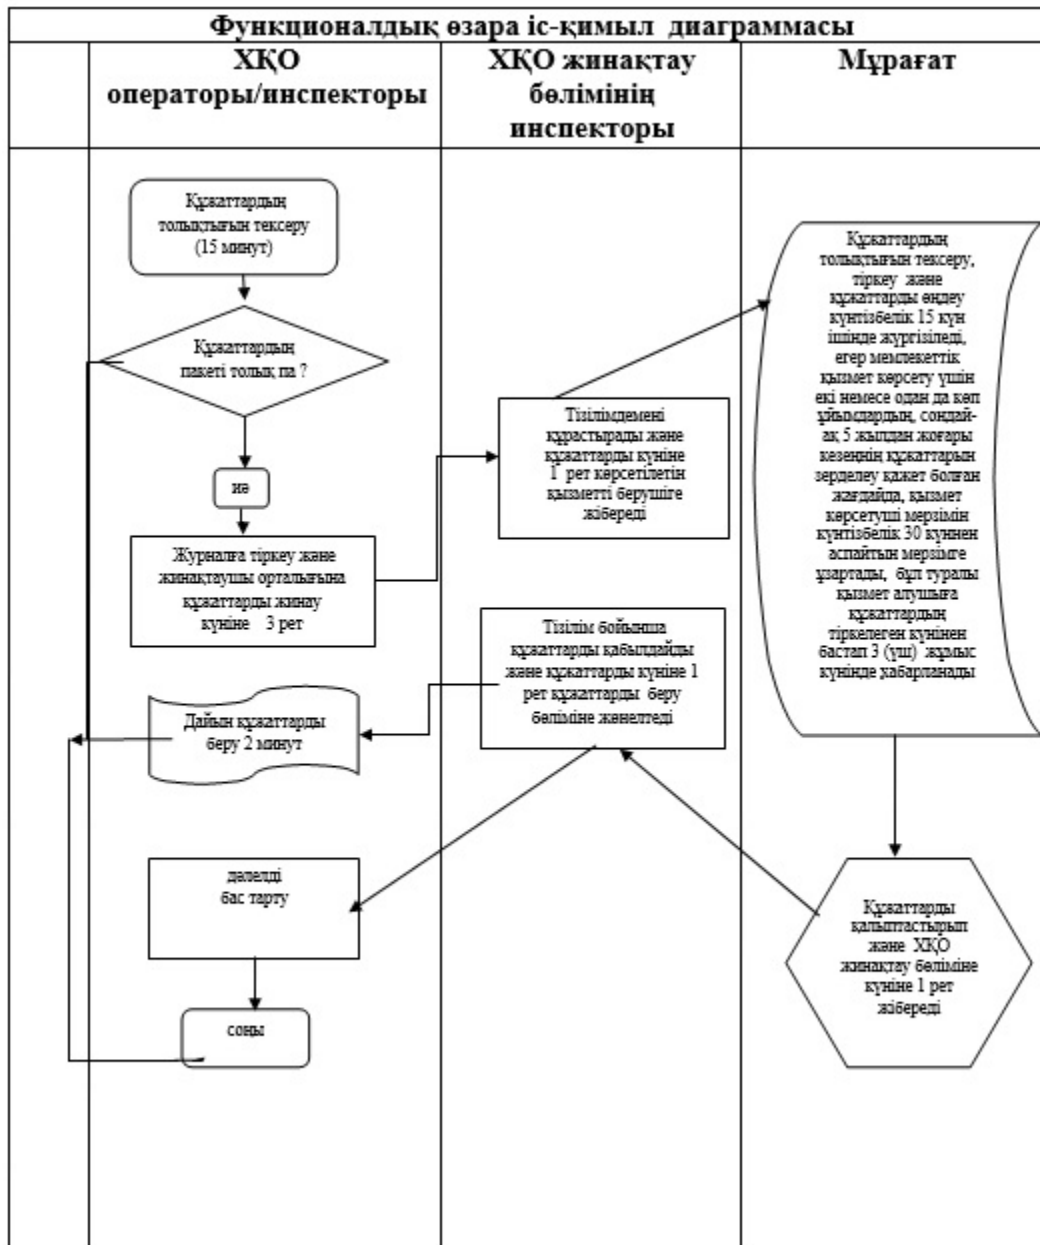 Функционалдық өзара іс-қимыл диаграммасы
ХҚО
операторы/инспекторы
ХҚО жинақтау
бөлімінің
инспекторы
Мұрағат
Құжаттардың
толықтығын тексеру
(15 минут)
Құжаттардың
пакеті толық па ?
иә
Журналға тіркеу және
жинақтаушы орталығына
құжаттарды жинау
күніне 3 рет
Дайын құжаттарды
беру 2 минут
дәлелді
бас тарту
соңы
Тізілімдемені
құрастырады және
құжаттарды күніне
1 рет көрсетілетін
қызметті берушіге
жібереді
Тізілім бойынша
құжаттарды қабылдайды
және құжаттарды күніне 1
рет құжаттарды беру
бөліміне жөнелтеді
Құжаттардың
толықтығын тексеру,
тіркеу және
құжаттарды өңдеу
күнтізбелік 15 күн
ішінде жүргізіледі,
егер мемлекеттік
қызмет көрсету үшін
екі немесе одан да көп
ұйымдардың, сондай-
ақ 5 жылдан жоғары
кезеңнің құжаттарын
зерделеу қажет болған
жағдайда, қызмет
көрсетуші мерзімін
күнтізбелік 30 күннен
аспайтын мерзімге
ұзартады, бұл туралы
қызмет алушыға
құжаттардың
тіркелеген күнінен
бастап 3 (үш) жұмыс
күнінде хабарланады
Құжаттарды
қалыптастырып
және ХҚО
жинақтау бөліміне
күніне 1 рет
жібереді